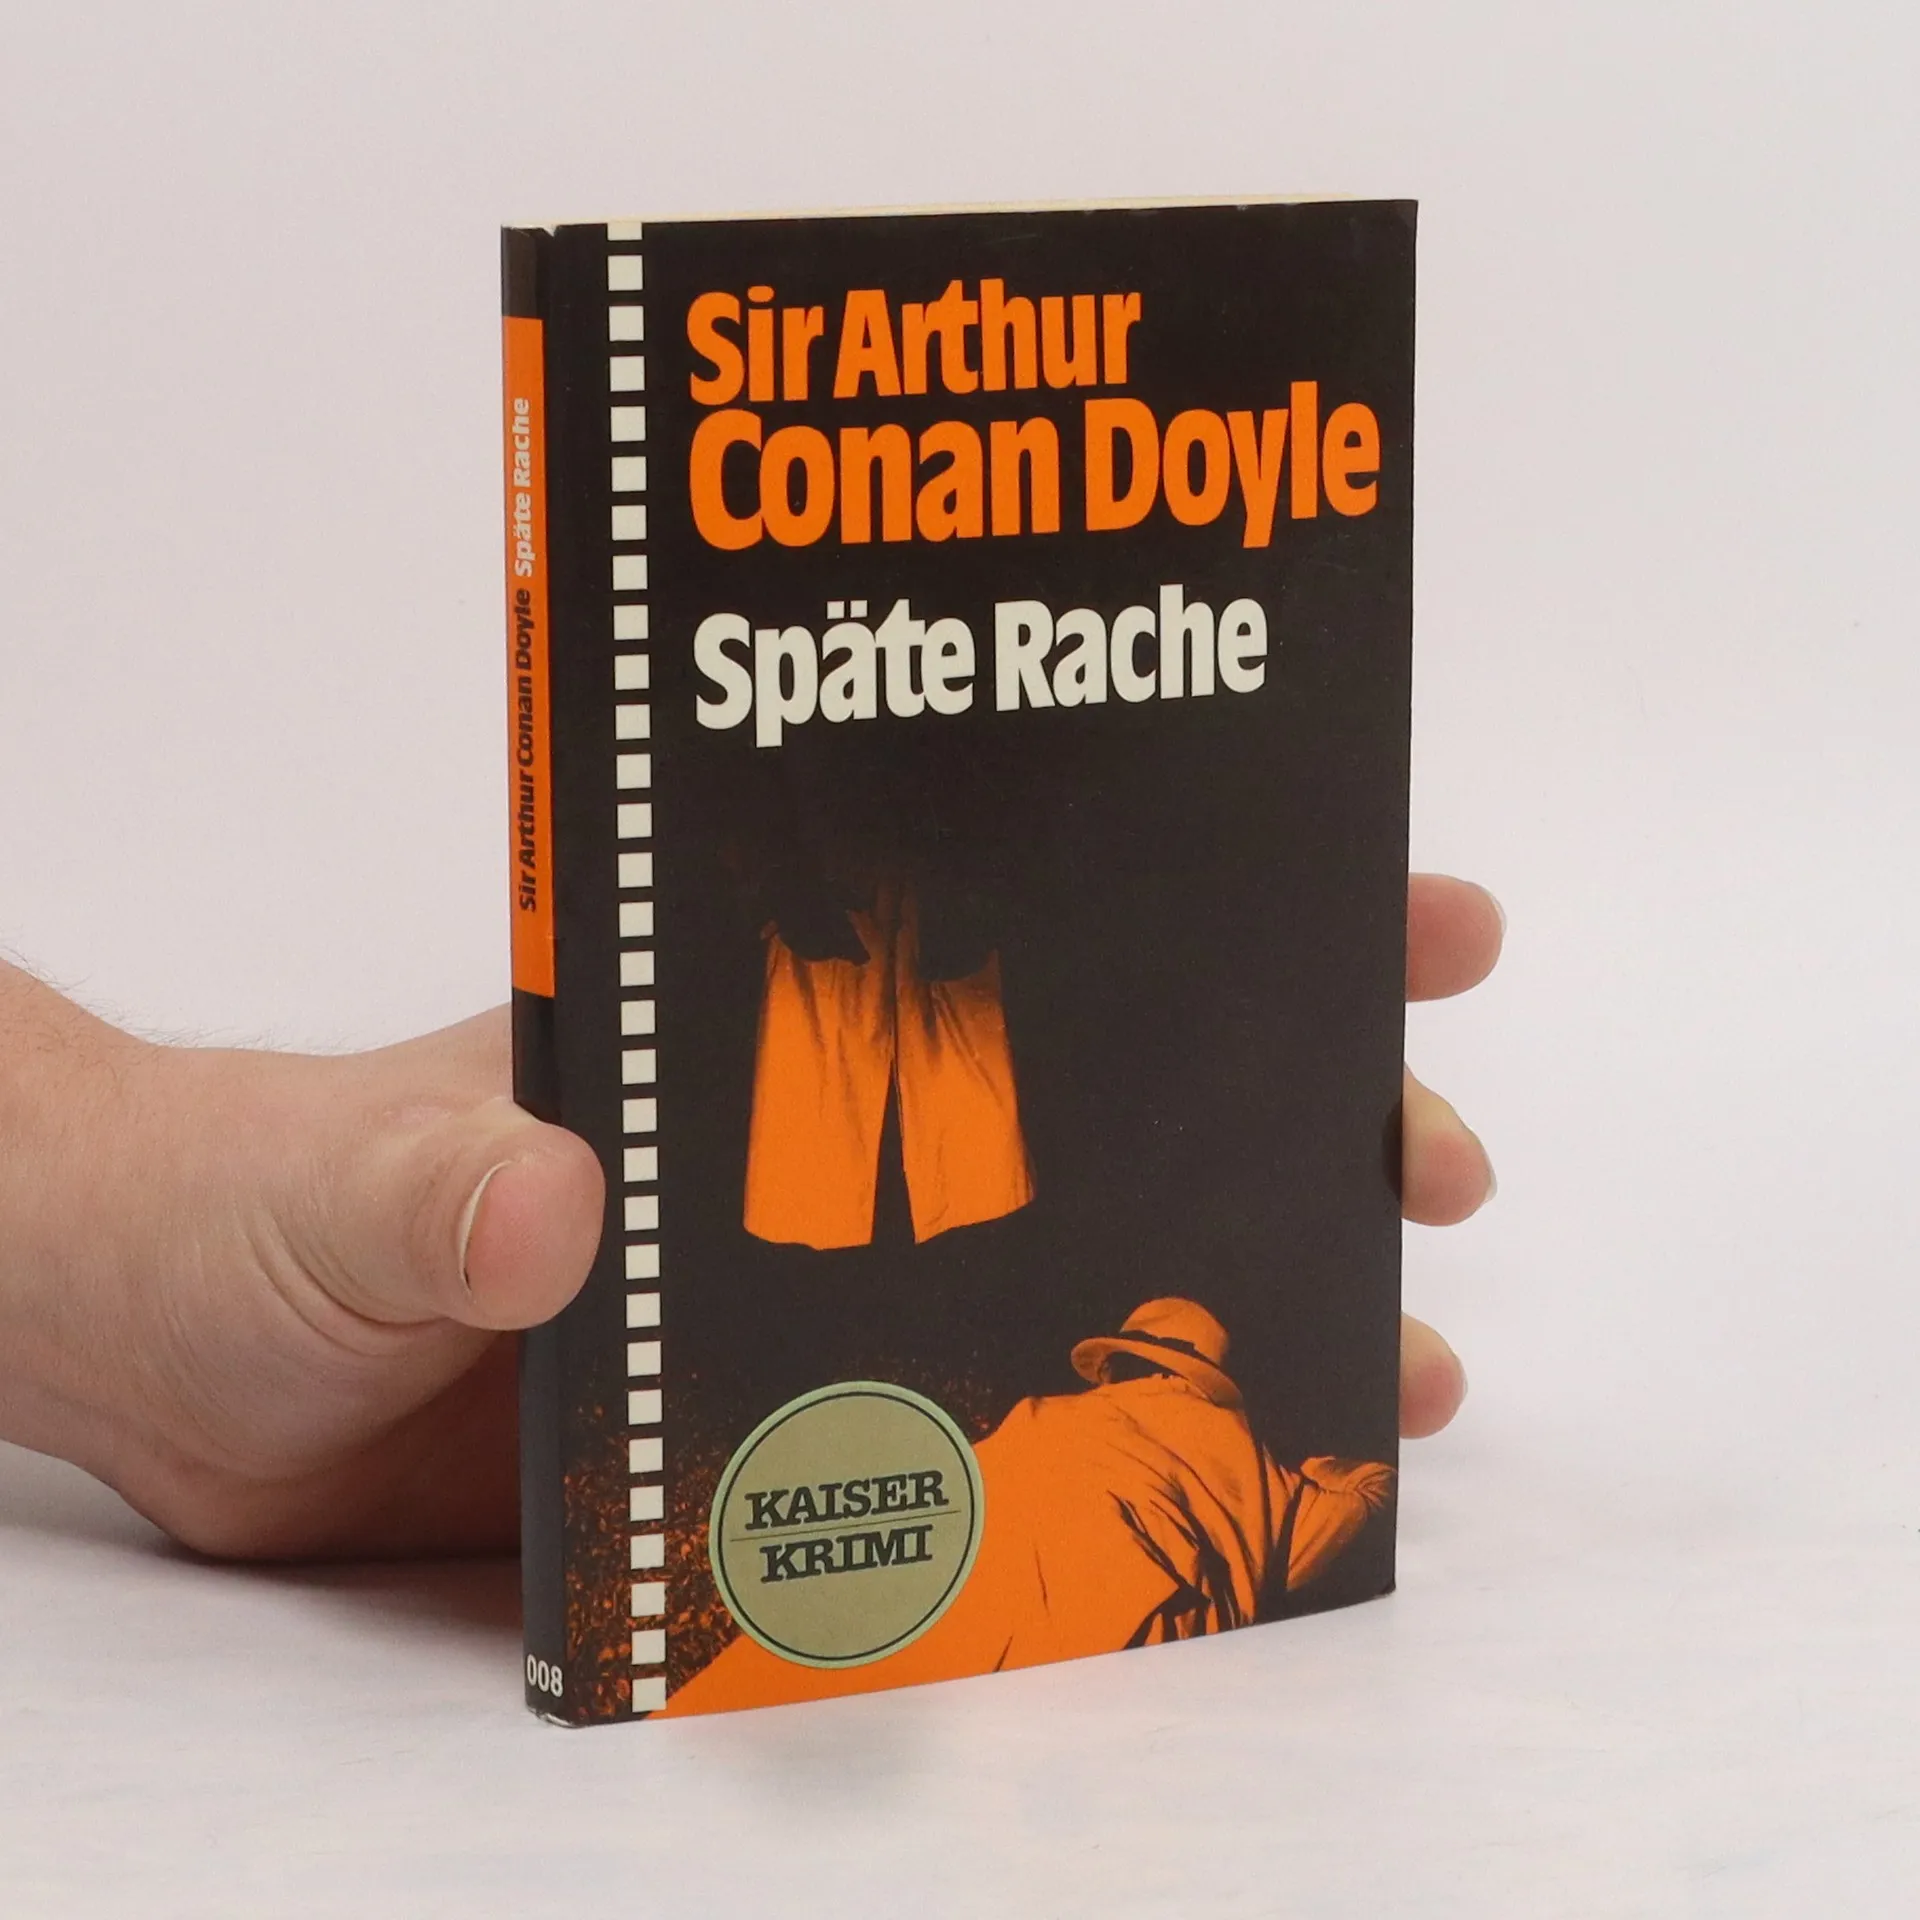 Sir Arthur
Conan Doyle
Späte Rache
Sir Arthur Conan Doyle Späte Rache
KAISER
KRIMI
008